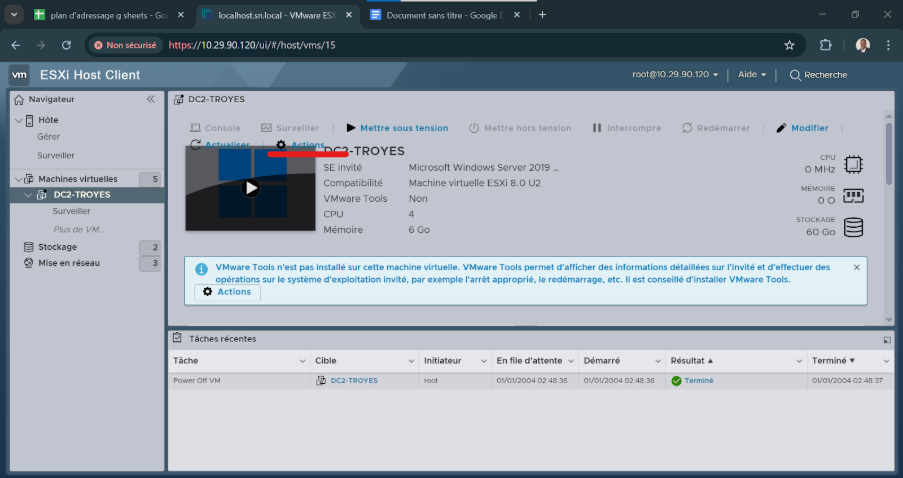 plan d'adressage g sheets - Goo
localhost.sn.local - VMware ESX
Document sans titre - Google D
Non sécurisé
https://10.29.90.120/ui/#/host/vms/15
vm ESXi Host Client
root@10.29.90.120
Aide
Recherche
Navigateur
Hôte
Gérer
Surveiller
Machines virtuelles 5
DC2-TROYES
Surveiller
Plus de VM...
Stockage 2
Mise en réseau 3
DC2-TROYES
Console
Surveiller
Mettre sous tension
Mettre hors tension
Interrompre
Redémarrer
Modifier
Actualiser
Actions
DC2-TROYES
SE invité Microsoft Windows Server 2019 ...
Compatibilité Machine virtuelle ESXi 8.0 U2
VMware Tools Non
CPU 4
Mémoire 6 Go
CPU
0 MHz
MÉMOIRE
0 O
STOCKAGE
60 Go
VMware Tools n'est pas installé sur cette machine virtuelle. VMware Tools permet d'afficher des informations détaillées sur l'invité et d'effectuer des
opérations sur le système d'exploitation invité, par exemple l'arrêt approprié, le redémarrage, etc. Il est conseillé d'installer VMware Tools.
Actions
Tâches récentes
Tâche Cible Initiateur En file d'attente Démarré Résultat Terminé
Power Off VM DC2-TROYES root 01/01/2004 02:48:36 01/01/2004 02:48:36 Terminé 01/01/2004 02:48:37